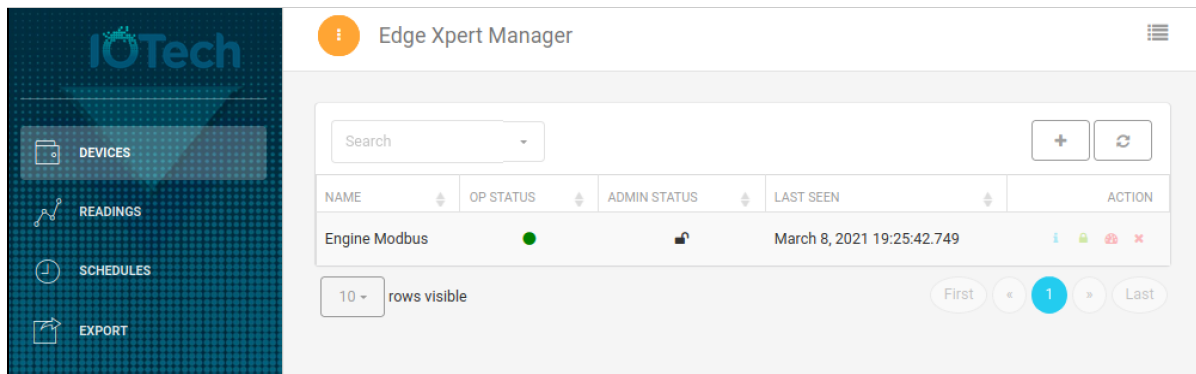 IOTech
Edge Xpert Manager
DEVICES
READINGS
SCHEDULES
EXPORT
Search
NAME OP STATUS ADMIN STATUS LAST SEEN ACTION
Engine Modbus March 8, 2021 19:25:42.749
10 rows visible
First « 1 » Last